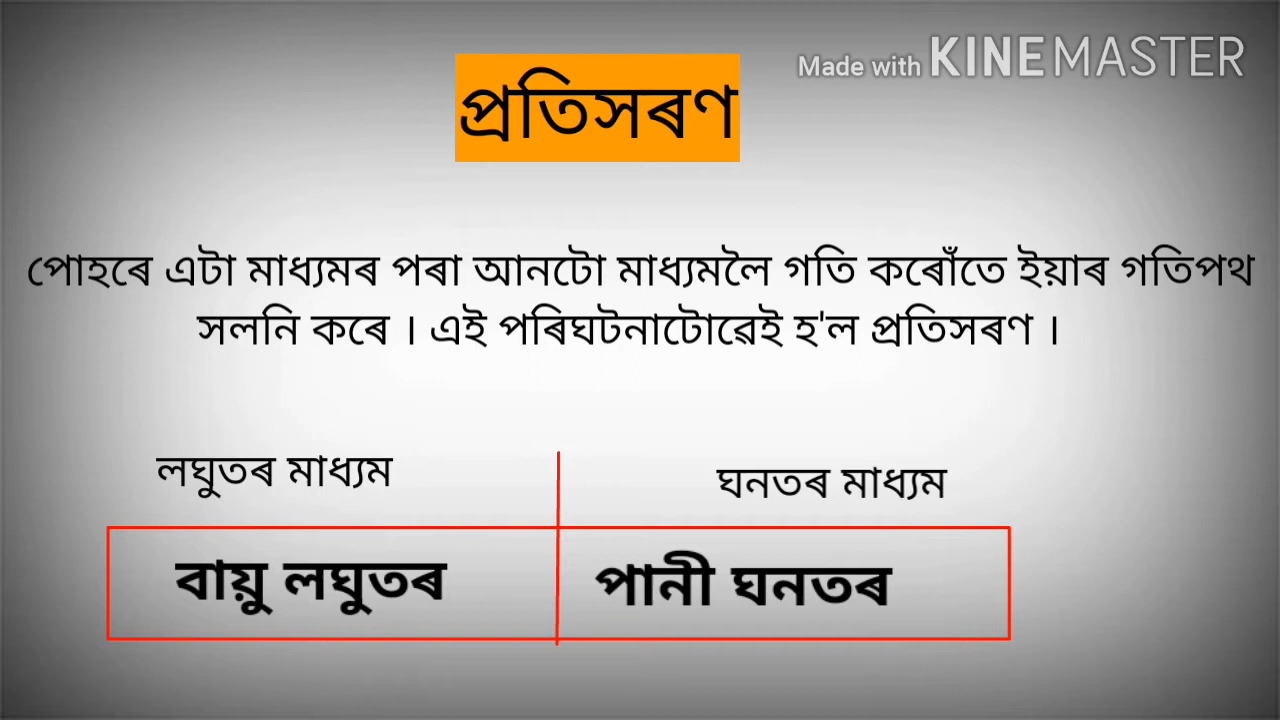 Made with KINEMASTER
প্ৰতিসৰণ
পোহৰে এটা মাধ্যমৰ পৰা আনটো মাধ্যমলৈ গতি কৰোঁতে ইয়াৰ গতিপথ
সলনি কৰে । এই পৰিঘটনাটোৱেই হ'ল প্ৰতিসৰণ ।
লঘুতৰ মাধ্যম
ঘনতৰ মাধ্যম
বায়ু লঘুতৰ
পানী ঘনতৰ